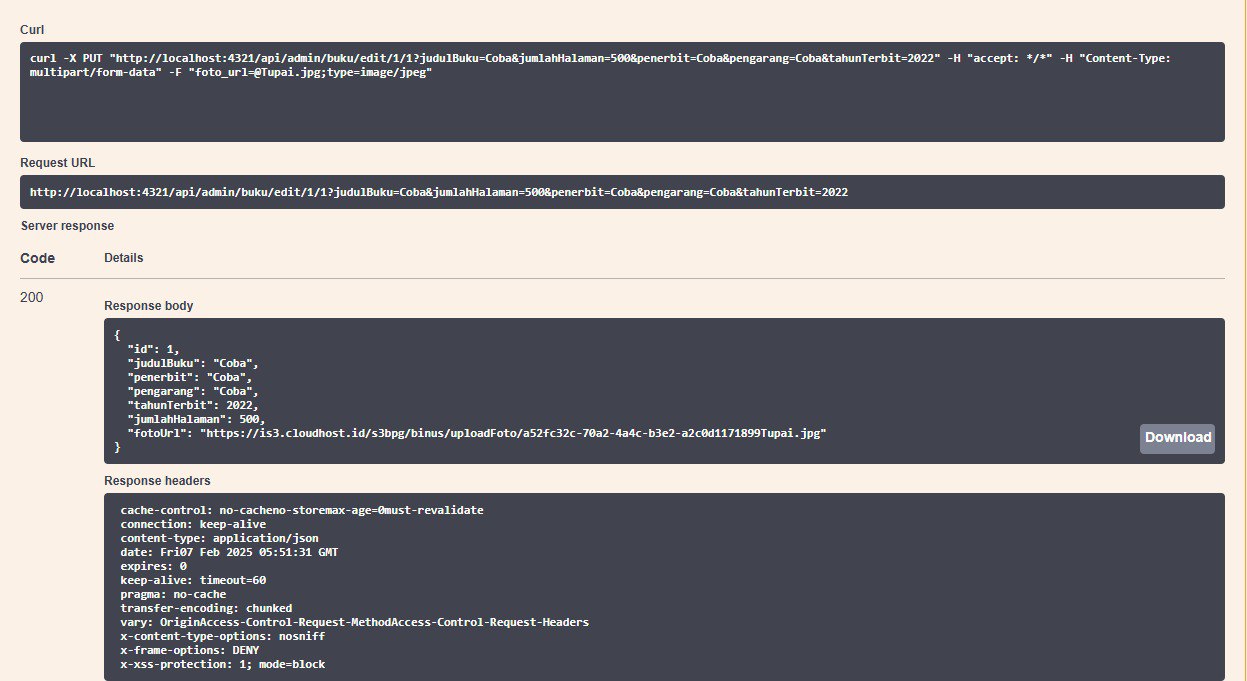 Curl
curl -X PUT "http://localhost:4321/api/admin/buku/edit/1/1?judulBuku=Coba&jumlahHalaman=500&penerbit=Coba&pengarang=Coba&tahunTerbit=2022" -H "accept: */*" -H "Content-Type:
multipart/form-data" -F "foto_url=@Tupai.jpg;type=image/jpeg"
Request URL
http://localhost:4321/api/admin/buku/edit/1/1?judulBuku=Coba&jumlahHalaman=500&penerbit=Coba&pengarang=Coba&tahunTerbit=2022
Server response
Code Details
200
Response body
{
"id": 1,
"judulBuku": "Coba",
"penerbit": "Coba",
"pengarang": "Coba",
"tahunTerbit": 2022,
"jumlahHalaman": 500,
"fotoUrl": "https://is3.cloudhost.id/s3bpg/binus/uploadFoto/a52fc32c-70a2-4a4c-b3e2-a2c0d1171899Tupai.jpg"
}
Download
Response headers
cache-control: no-cacheno-storemax-age=0must-revalidate
connection: keep-alive
content-type: application/json
date: Fri07 Feb 2025 05:51:31 GMT
expires: 0
keep-alive: timeout=60
pragma: no-cache
transfer-encoding: chunked
vary: OriginAccess-Control-Request-MethodAccess-Control-Request-Headers
x-content-type-options: nosniff
x-frame-options: DENY
x-xss-protection: 1; mode=block